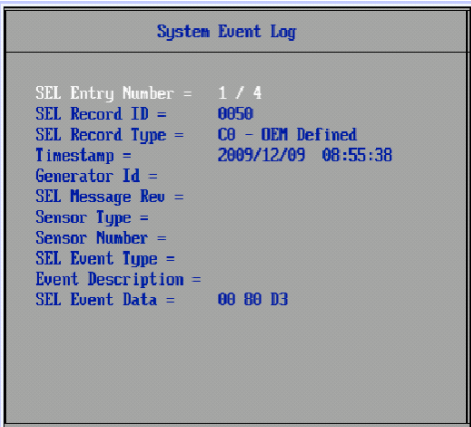 System Event Log
SEL Entry Number = 1 / 4
SEL Record ID = 0050
SEL Record Type = C0 - OEM Defined
Timestamp = 2009/12/09 08:55:38
Generator Id =
SEL Message Rev =
Sensor Type =
Sensor Number =
SEL Event Type =
Event Description =
SEL Event Data = 00 80 D3